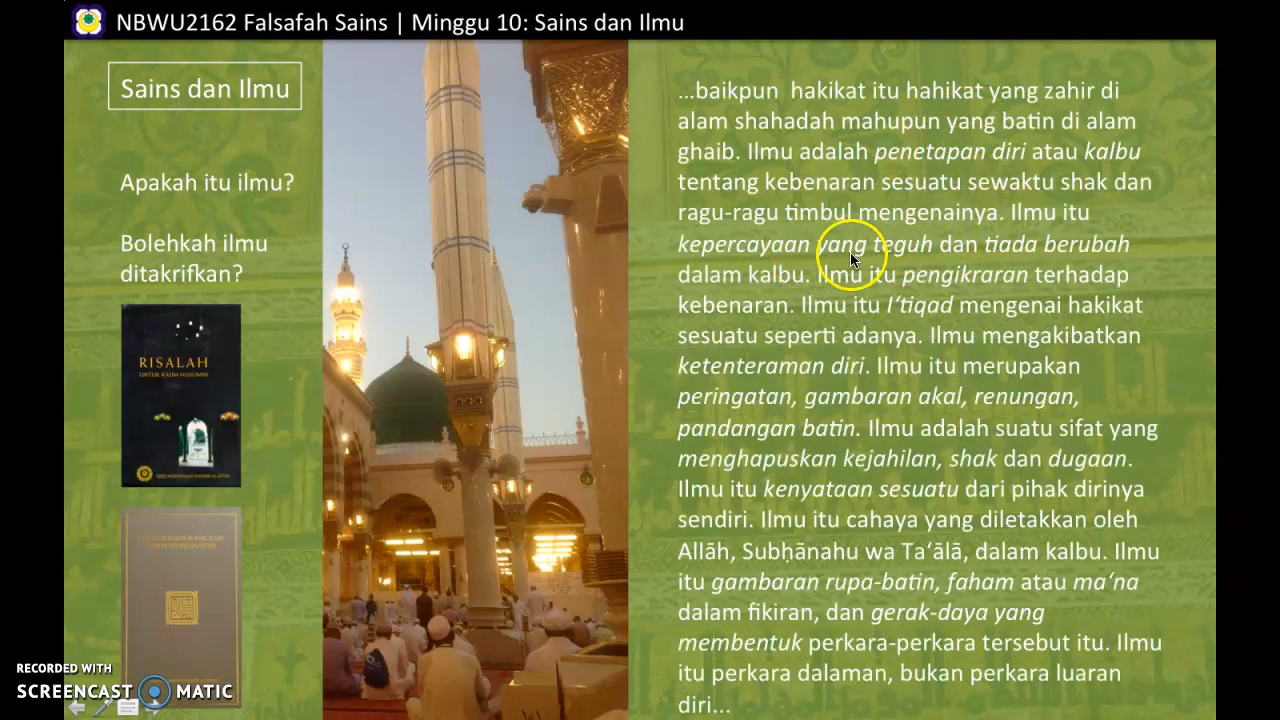 NBWU2162 Falsafah Sains | Minggu 10: Sains dan Ilmu
Sains dan Ilmu
Apakah itu ilmu?
Bolehkah ilmu
ditakrifkan?
RISALAH
UNTUK KAUM MUSLIMIN
...baikpun hakikat itu hahikat yang zahir di
alam shahadah mahupun yang batin di alam
ghaib. Ilmu adalah penetapan diri atau kalbu
tentang kebenaran sesuatu sewaktu shak dan
ragu-ragu timbul mengenainya. Ilmu itu
kepercayaan yang teguh dan tiada berubah
dalam kalbu. Ilmu itu pengikraran terhadap
kebenaran. Ilmu itu I‘tiqad mengenai hakikat
sesuatu seperti adanya. Ilmu mengakibatkan
ketenteraman diri. Ilmu itu merupakan
peringatan, gambaran akal, renungan,
pandangan batin. Ilmu adalah suatu sifat yang
menghapuskan kejahilan, shak dan dugaan.
Ilmu itu kenyataan sesuatu dari pihak dirinya
sendiri. Ilmu itu cahaya yang diletakkan oleh
Allāh, Subḥānahu wa Ta‘ālā, dalam kalbu. Ilmu
itu gambaran rupa-batin, faham atau ma‘na
dalam fikiran, dan gerak-daya yang
membentuk perkara-perkara tersebut itu. Ilmu
itu perkara dalaman, bukan perkara luaran
diri...
RECORDED WITH
SCREENCAST MATIC